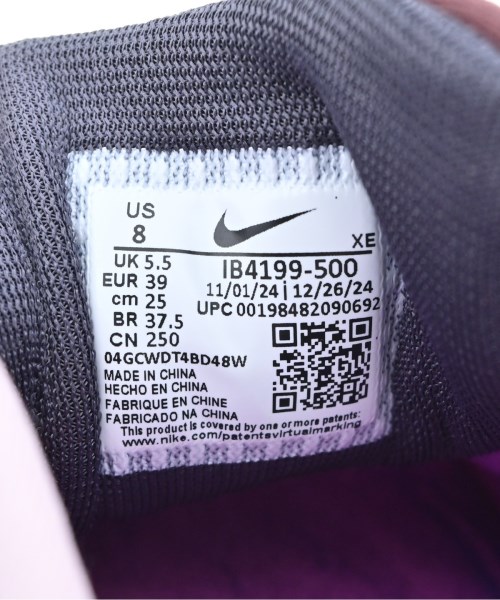 US
8
XE
UK 5.5
EUR 39
cm 25
BR 37.5
CN 250
IB4199-500
11/01/24 | 12/26/24
UPC 00198482090692
04GCWDT4BD48W
MADE IN CHINA
HECHO EN CHINA
FABRIQUE EN CHINE
FABRICADO NA CHINA
This product is covered by one or more patents:
www.nike.com/patentsvirtualmarking